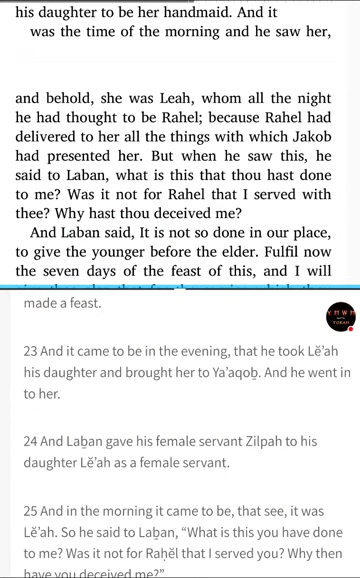 his daughter to be her handmaid. And it
was the time of the morning and he saw her,
and behold, she was Leah, whom all the night
he had thought to be Rahel; because Rahel had
delivered to her all the things with which Jakob
had presented her. But when he saw this, he
said to Laban, what is this that thou hast done
to me? Was it not for Rahel that I served with
thee? Why hast thou deceived me?
And Laban said, It is not so done in our place,
to give the younger before the elder. Fulfil now
the seven days of the feast of this, and I will
made a feast.
23 And it came to be in the evening, that he took Lĕ’ah
his daughter and brought her to Ya‛aqoḇ. And he went in
to her.
24 And Laḇan gave his female servant Zilpah to his
daughter Lĕ’ah as a female servant.
25 And in the morning it came to be, that see, it was
Lĕ’ah. So he said to Laḇan, “What is this you have done
to me? Was it not for Raḥĕl that I served you? Why then
have you deceived me?”